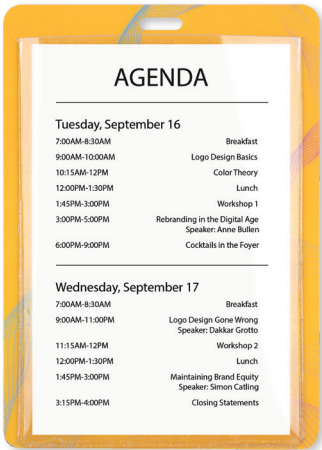 AGENDA
Tuesday, September 16
7:00AM-8:30AM Breakfast
9:00AM-10:00AM Logo Design Basics
10:15AM-12PM Color Theory
12:00PM-1:30PM Lunch
1:45PM-3:00PM Workshop 1
3:00PM-5:00PM Rebranding in the Digital Age
Speaker: Anne Bullen
6:00PM-9:00PM Cocktails in the Foyer
Wednesday, September 17
7:00AM-8:30AM Breakfast
9:00AM-11:00PM Logo Design Gone Wrong
Speaker: Dakkar Grotto
11:15AM-12PM Workshop 2
12:00PM-1:30PM Lunch
1:45PM-3:00PM Maintaining Brand Equity
Speaker: Simon Catling
3:15PM-4:00PM Closing Statements